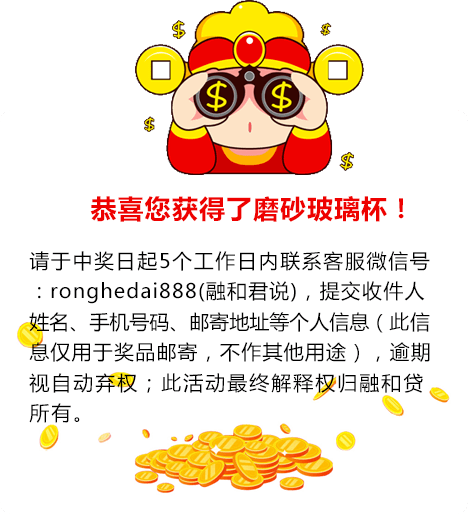 恭喜您获得了磨砂玻璃杯！
请于中奖日起5个工作日内联系客服微信号
：ronghedai888(融和君说)，提交收件人
姓名、手机号码、邮寄地址等个人信息（此信
息仅用于奖品邮寄，不作其他用途），逾期
视自动弃权；此活动最终解释权归融和贷
所有。